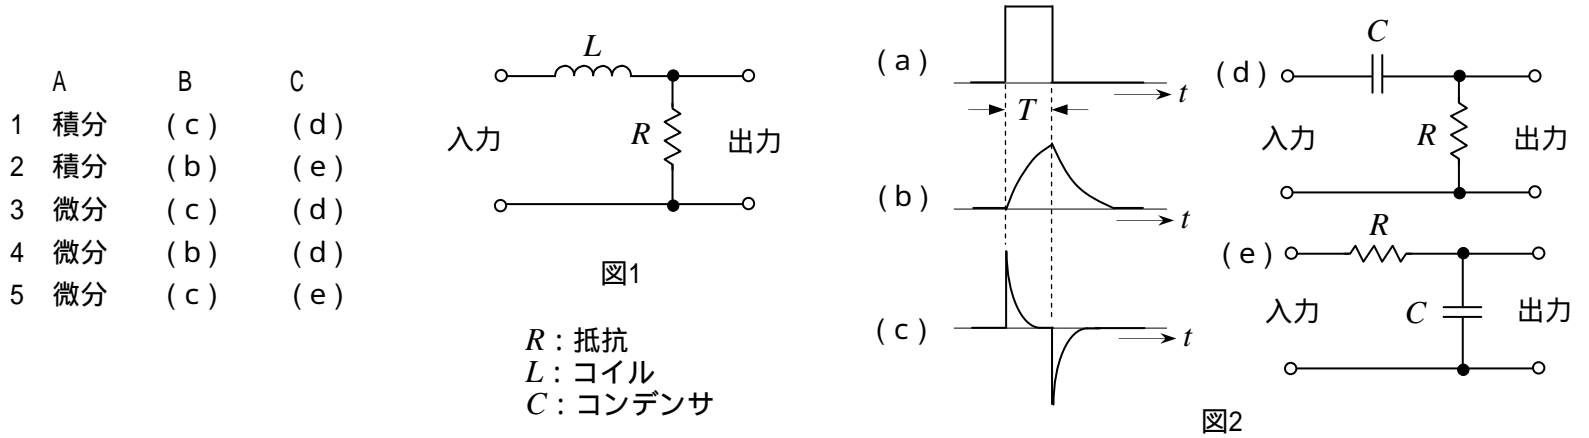 A B C
1 積分 (c) (d)
2 積分 (b) (e)
3 微分 (c) (d)
4 微分 (b) (d)
5 微分 (c) (e)
L
R
入力 出力
図1
R：抵抗
L：コイル
C：コンデンサ
(a)
t
T
(b)
t
(c)
t
(d)
C
R
入力 出力
(e)
R
C
入力 出力
図2